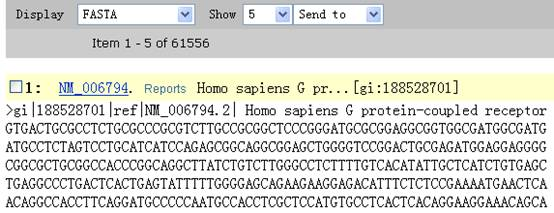 Display FASTA Show 5 Send to
Item 1 - 5 of 61556
1: NM_006794. Reports Homo sapiens G pr...[gi:188528701]
>gi|188528701|ref|NM_006794.2| Homo sapiens G protein-coupled receptor
GTGACTGCGCCTCTGCGCCCGCGTCTTGCCGCGGCTCCCGGGATGCGCGGAGGCGGTGGCGATGGCGATG
ATGCCTCTAGTCCTGCATCATCCAGAGCGGCAGGCGGAGCTGGGGTCCGGACTGCGAGATGGAGGAGGGG
CGGCGCTGCGGCCACCCGGCAGGCTTATCTGTCTTGGGCCTCTTTTGTCACATATTGCTCATCTGTGAGC
TGAGGCCCTGACTCACTGAGTATTTTTGGGGAGCAGAAGAAGGAGACATTTCTCTCCGAAAATGAACTCA
ACAGGCCACCTTCAGGATGCCCCCAATGCCACCTCGCTCCATGTGCCTCACTCACAGGAAGGAAACAGCA